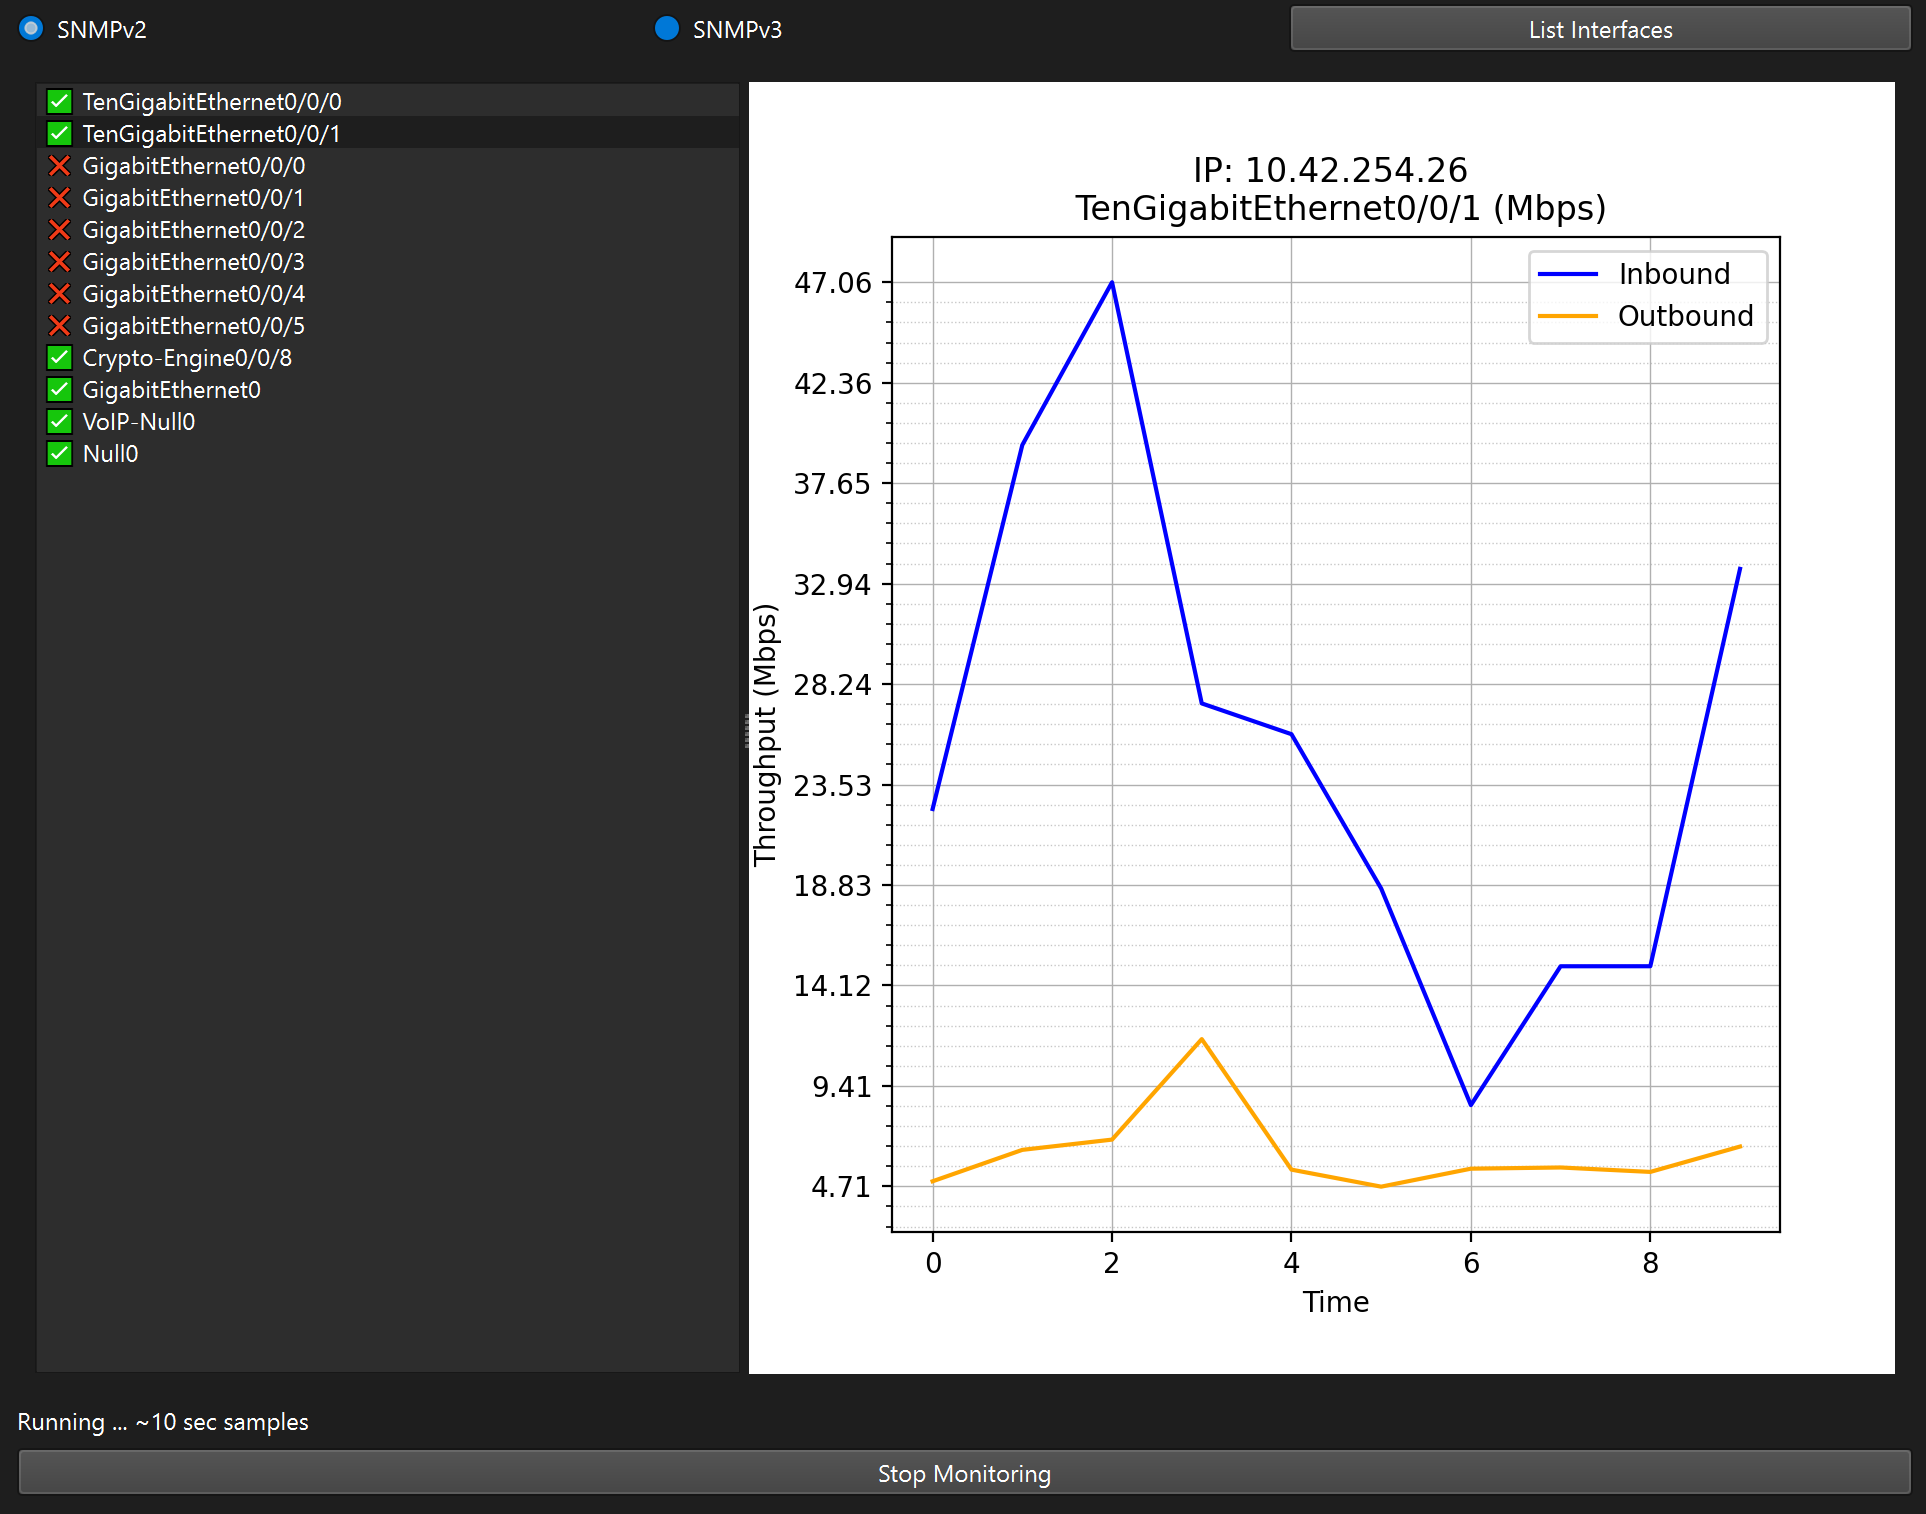 SNMPv2
SNMPv3
List Interfaces
TenGigabitEthernet0/0/0
TenGigabitEthernet0/0/1
GigabitEthernet0/0/0
GigabitEthernet0/0/1
GigabitEthernet0/0/2
GigabitEthernet0/0/3
GigabitEthernet0/0/4
GigabitEthernet0/0/5
Crypto-Engine0/0/8
GigabitEthernet0
VoIP-Null0
Null0
IP: 10.42.254.26
TenGigabitEthernet0/0/1 (Mbps)
Inbound
Outbound
Throughput (Mbps)
47.06
42.36
37.65
32.94
28.24
23.53
18.83
14.12
9.41
4.71
0 2 4 6 8
Time
Running ... ~10 sec samples
Stop Monitoring